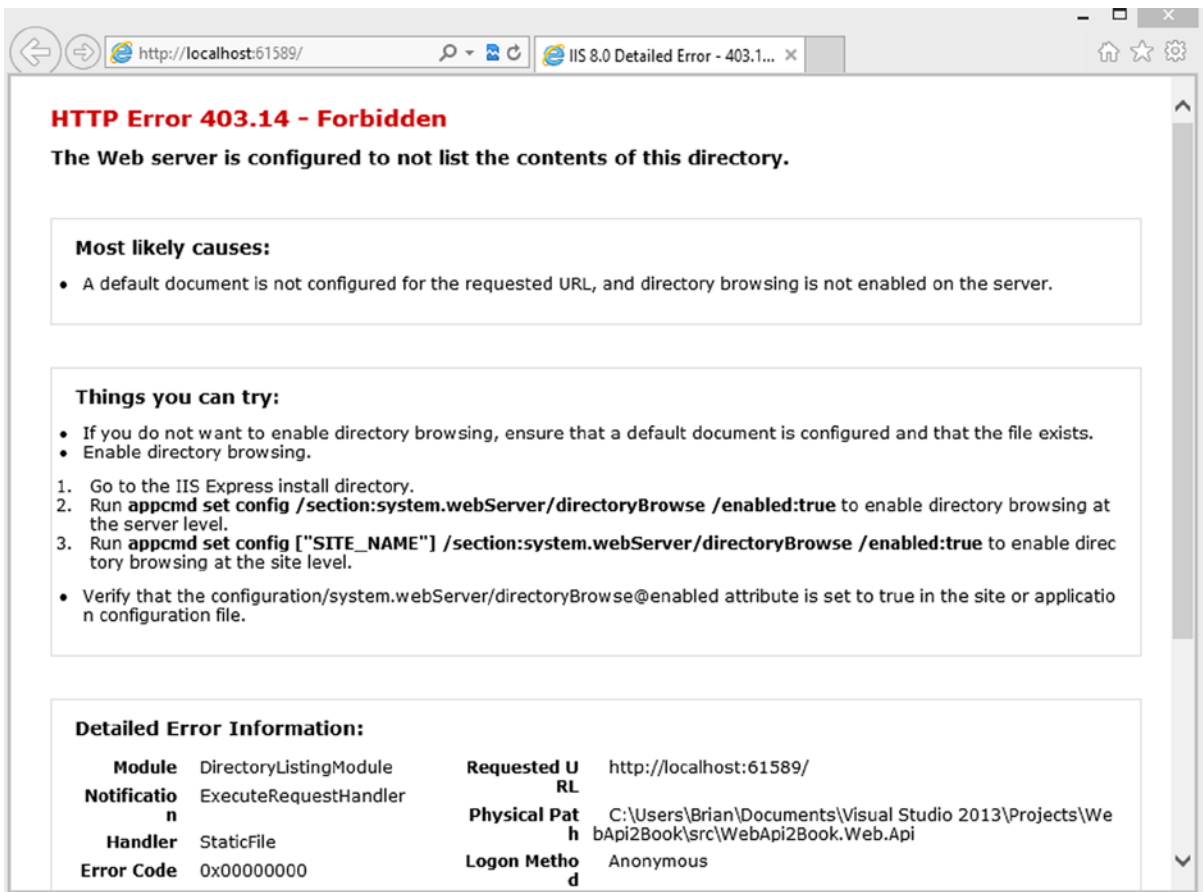 http://localhost:61589/
IIS 8.0 Detailed Error - 403.1...
HTTP Error 403.14 - Forbidden
The Web server is configured to not list the contents of this directory.
Most likely causes:
• A default document is not configured for the requested URL, and directory browsing is not enabled on the server.
Things you can try:
• If you do not want to enable directory browsing, ensure that a default document is configured and that the file exists.
• Enable directory browsing.
1. Go to the IIS Express install directory.
2. Run appcmd set config /section:system.webServer/directoryBrowse /enabled:true to enable directory browsing at
the server level.
3. Run appcmd set config ["SITE_NAME"] /section:system.webServer/directoryBrowse /enabled:true to enable direc
tory browsing at the site level.
• Verify that the configuration/system.webServer/directoryBrowse@enabled attribute is set to true in the site or applicatio
n configuration file.
Detailed Error Information:
Module DirectoryListingModule
Notificatio ExecuteRequestHandler
n
Handler StaticFile
Error Code 0x00000000
Requested U http://localhost:61589/
RL
Physical Pat C:\Users\Brian\Documents\Visual Studio 2013\Projects\We
h bApi2Book\src\WebApi2Book.Web.Api
Logon Metho Anonymous
d